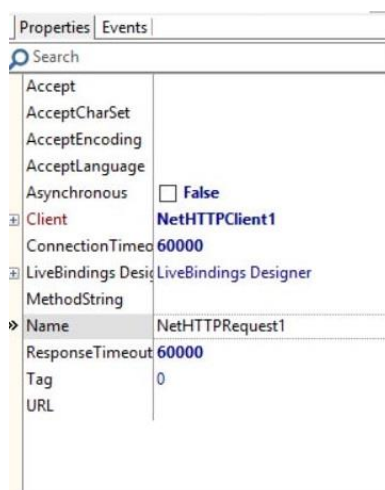 Properties Events
Search
Accept
AcceptCharSet
AcceptEncoding
AcceptLanguage
Asynchronous False
Client NetHTTPClient1
ConnectionTimeo 60000
LiveBindings Desig LiveBindings Designer
MethodString
Name NetHTTPRequest1
ResponseTimeout 60000
Tag 0
URL